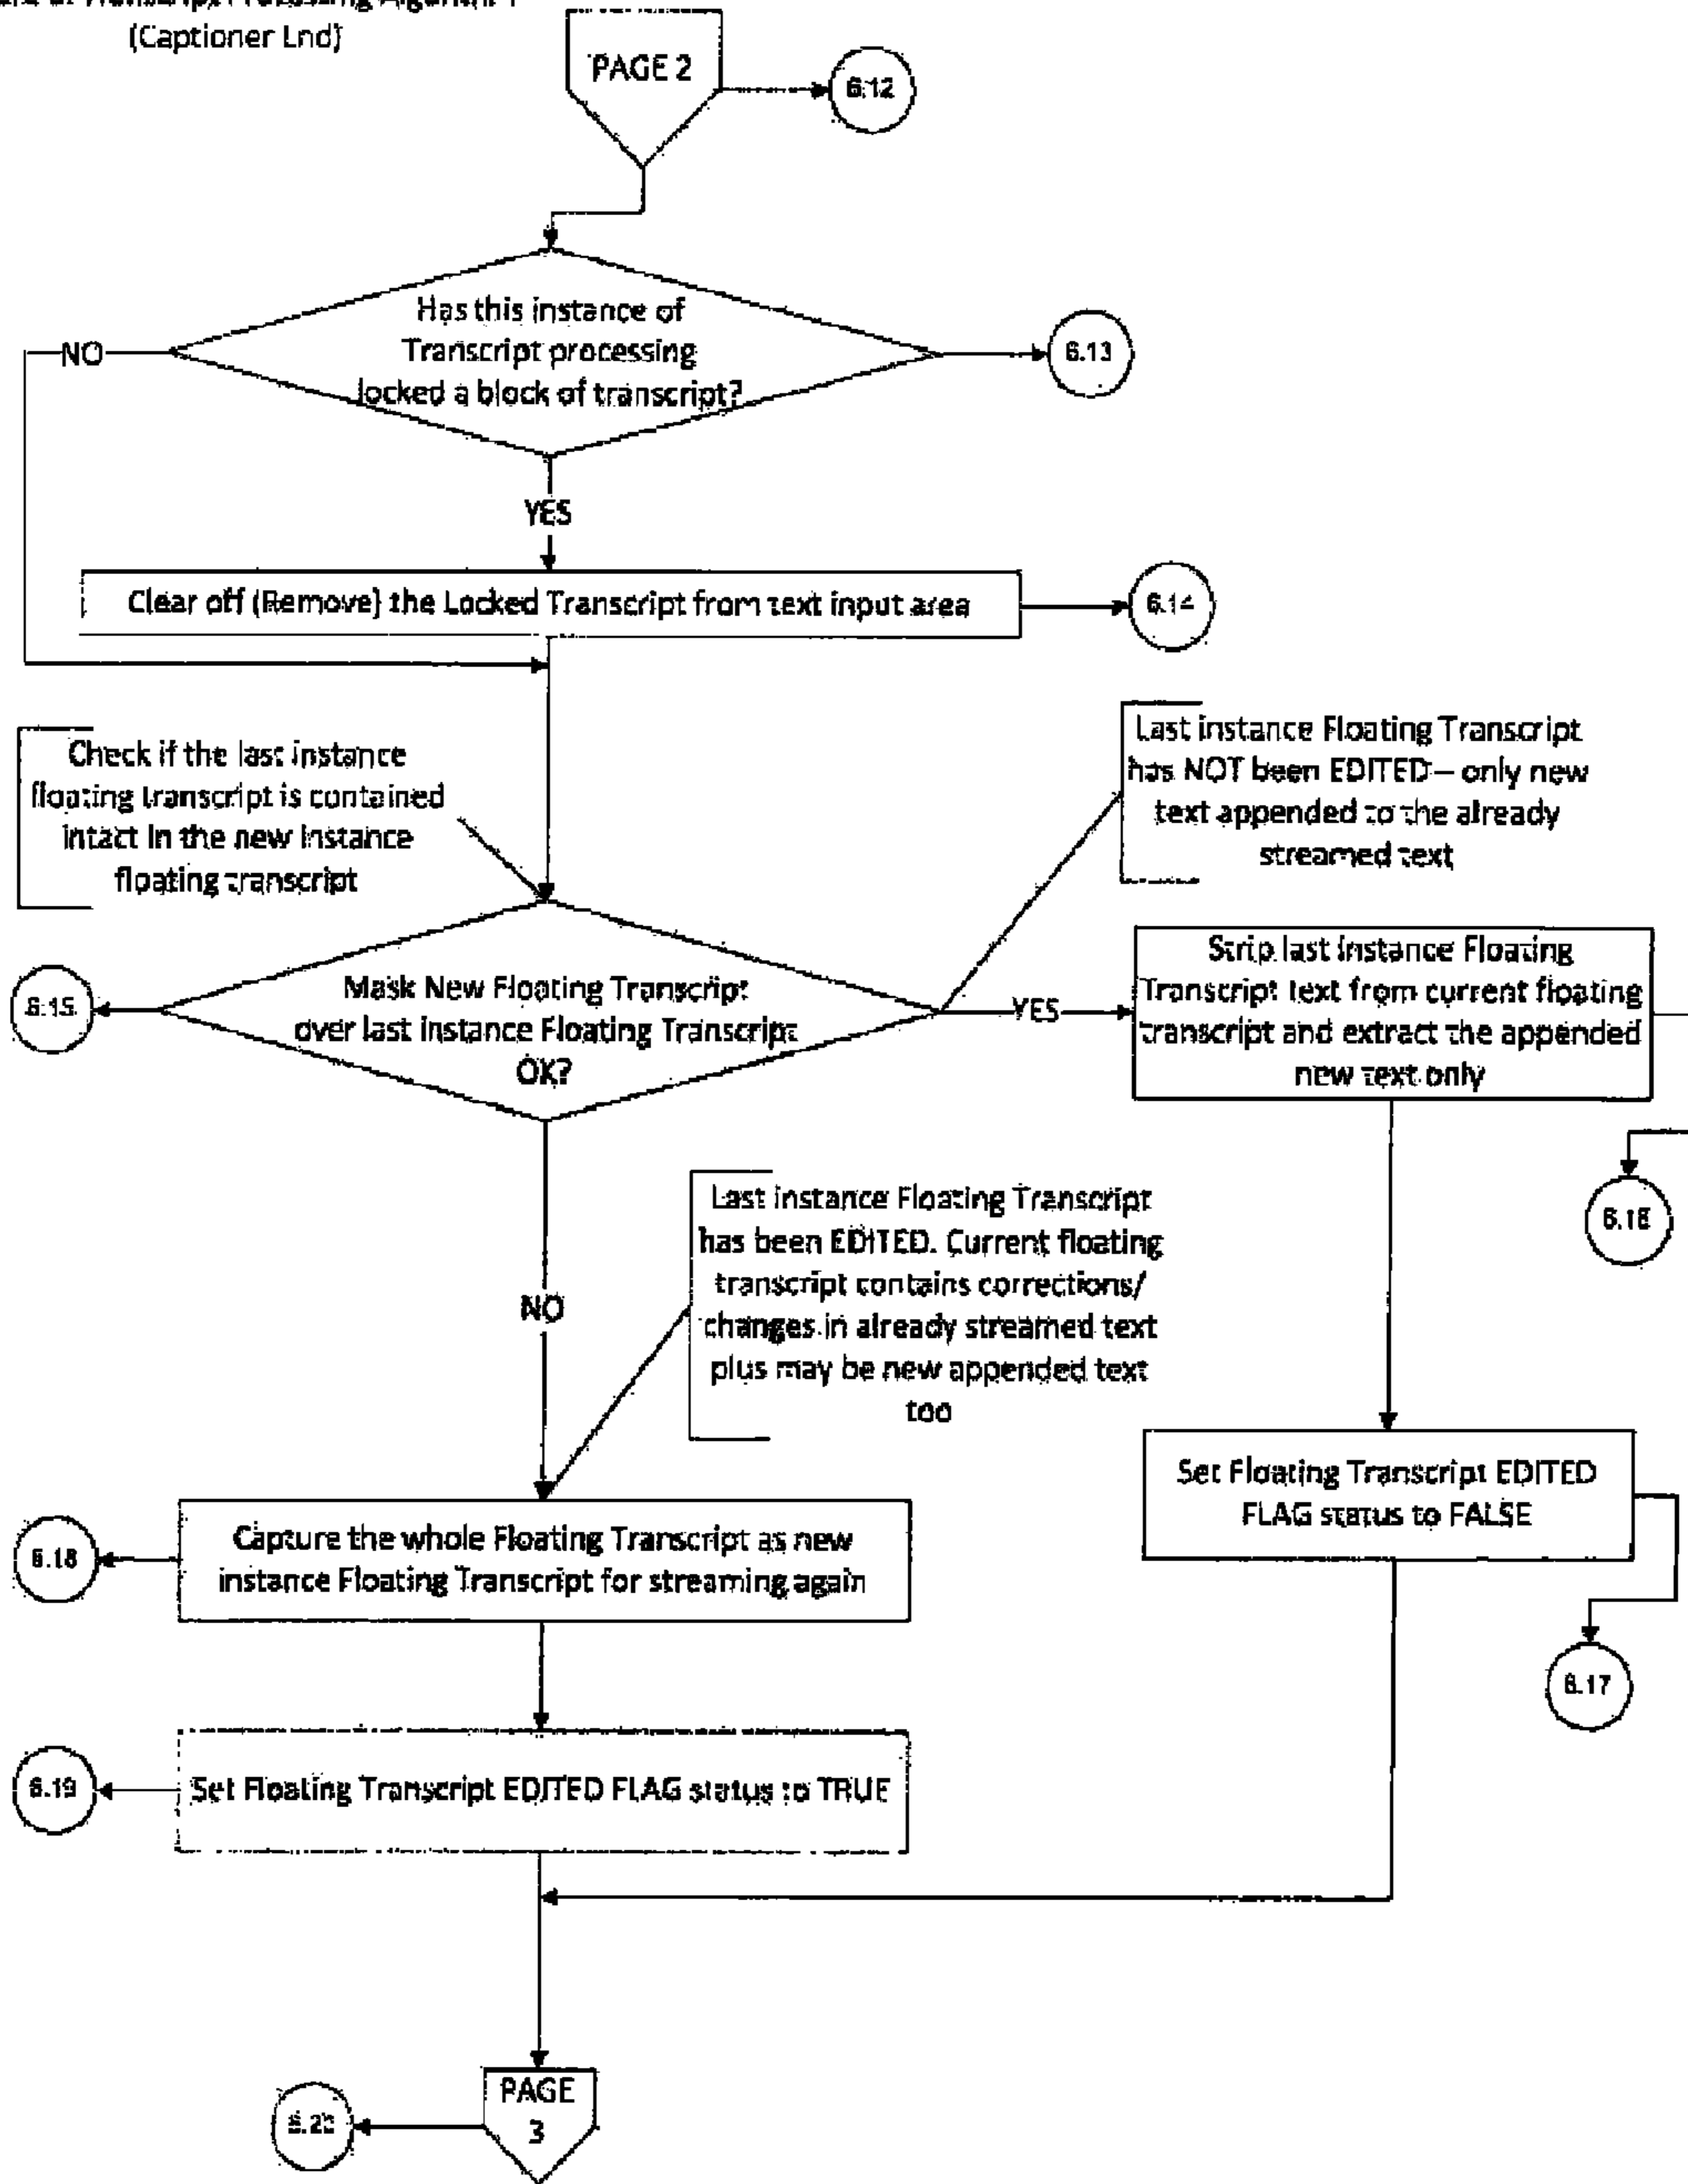 (Captioner End)
PAGE 2
6.12
Has this instance of
Transcript processing
locked a block of transcript?
NO
6.13
YES
Clear off (Remove) the Locked Transcript from text input area
6.14
Check if the last instance
floating transcript is contained
intact in the new instance
floating transcript
Last instance Floating Transcript
has NOT been EDITED – only new
text appended to the already
streamed text
6.15
Mask New Floating Transcript
over last instance Floating Transcript
OK?
YES
Strip last instance Floating
Transcript text from current floating
transcript and extract the appended
new text only
6.16
Last instance Floating Transcript
has been EDITED. Current floating
transcript contains corrections/
changes in already streamed text
plus may be new appended text
too
NO
Set Floating Transcript EDITED
FLAG status to FALSE
6.17
6.18
Capture the whole Floating Transcript as new
instance Floating Transcript for streaming again
6.19
Set Floating Transcript EDITED FLAG status to TRUE
PAGE
3
6.20